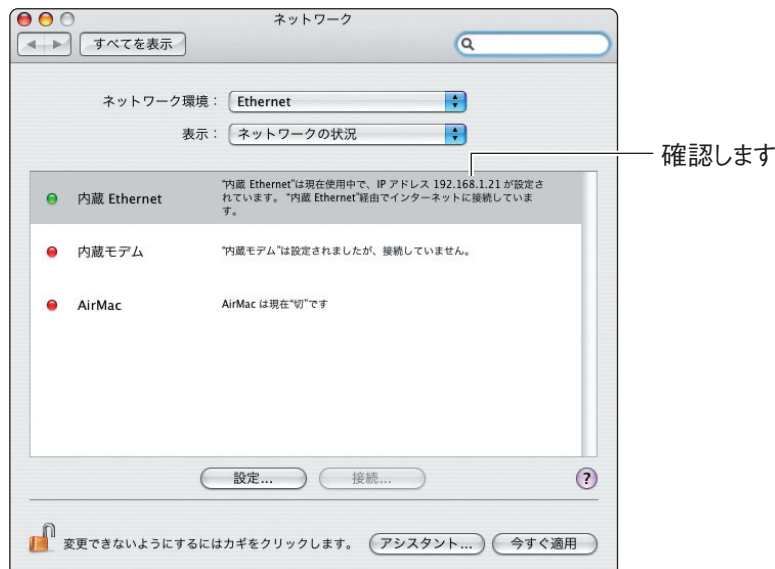 ネットワーク
すべてを表示
ネットワーク環境： Ethernet
表示： ネットワークの状況
確認します
内蔵 Ethernet
“内蔵 Ethernet”は現在使用中で、IP アドレス 192.168.1.21 が設定さ
れています。 “内蔵 Ethernet”経由でインターネットに接続していま
す。
内蔵モデム
“内蔵モデム”は設定されましたが、接続していません。
AirMac
AirMac は現在“切”です
設定...
接続...
?
変更できないようにするにはカギをクリックします。
アシスタント...
今すぐ適用